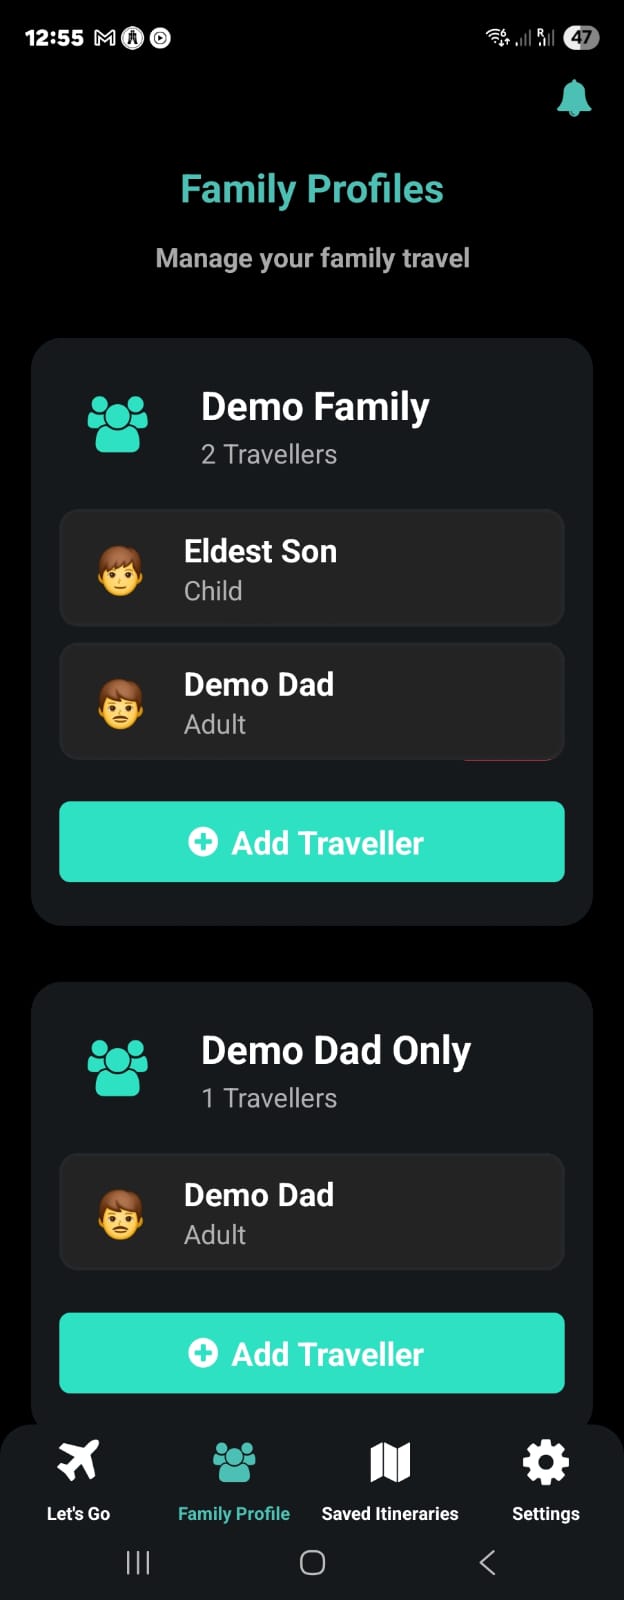 12:55
6
R
47
Family Profiles
Manage your family travel
Demo Family
2 Travellers
Eldest Son
Child
Demo Dad
Adult
Add Traveller
Demo Dad Only
1 Travellers
Demo Dad
Adult
Add Traveller
Let's Go
Family Profile
Saved Itineraries
Settings